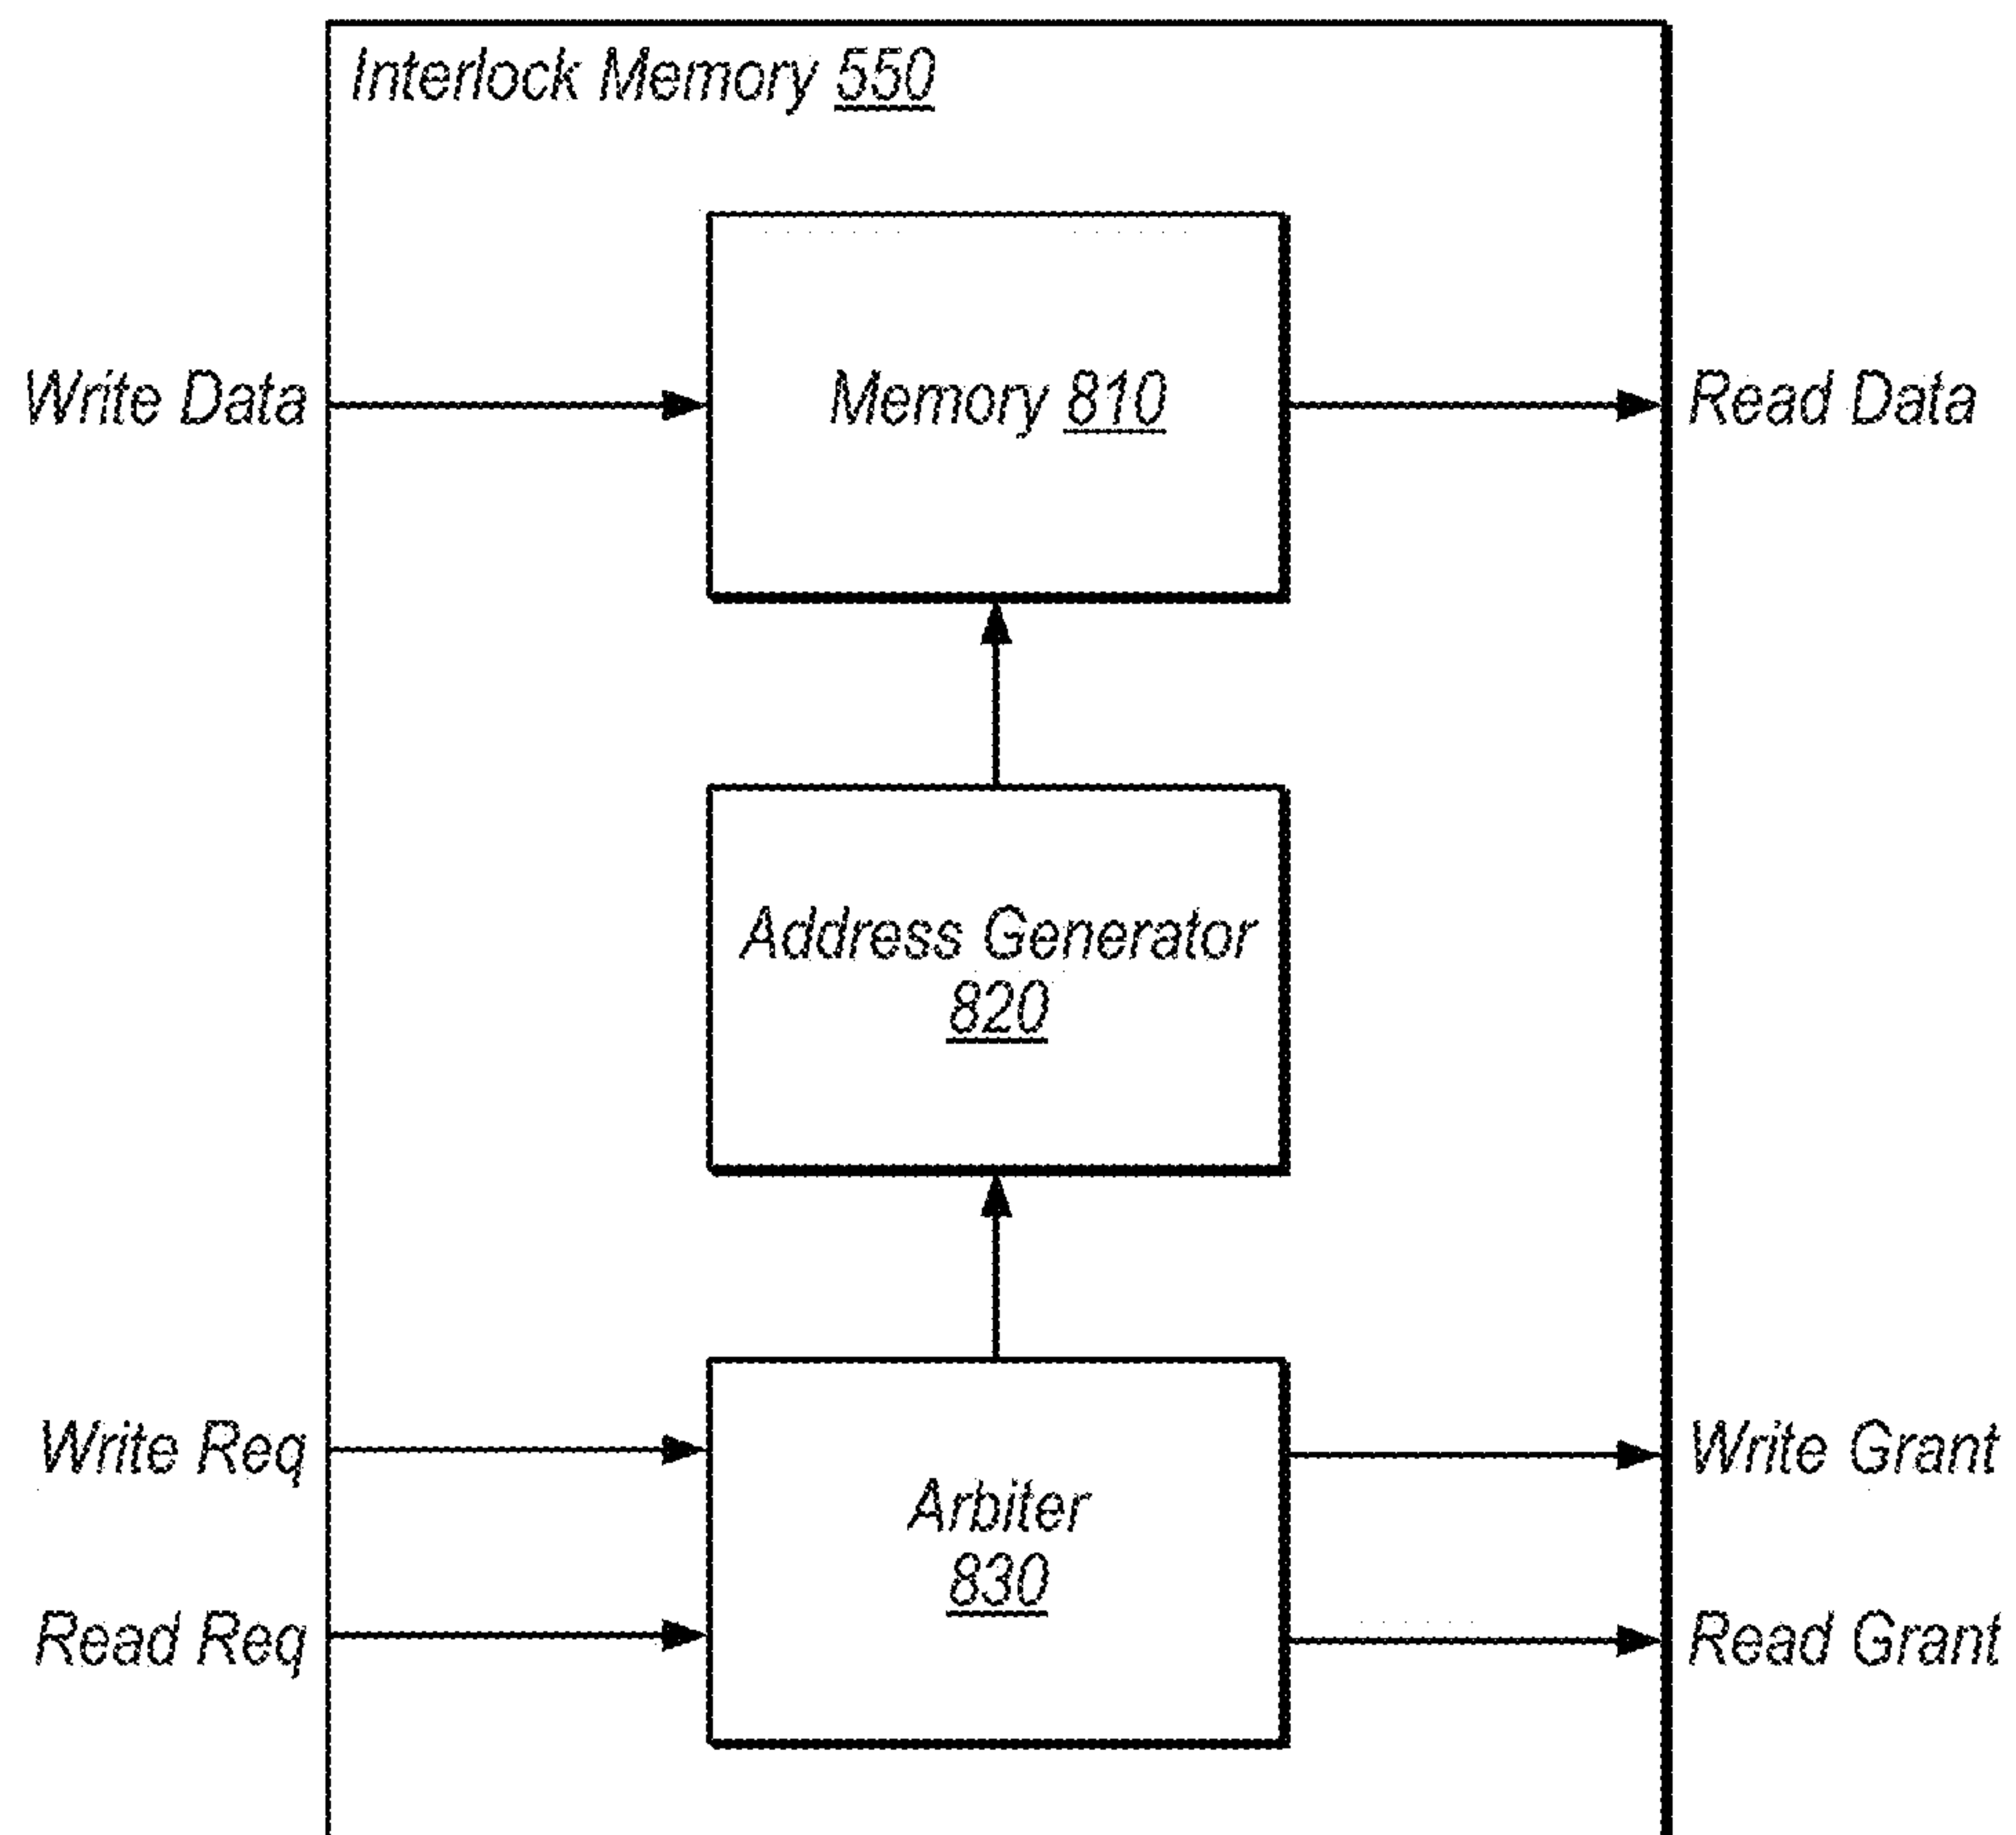 Interlock Memory 550
Write Data
Memory 810
Read Data
Address Generator
820
Write Req
Write Grant
Arbiter
830
Read Req
Read Grant